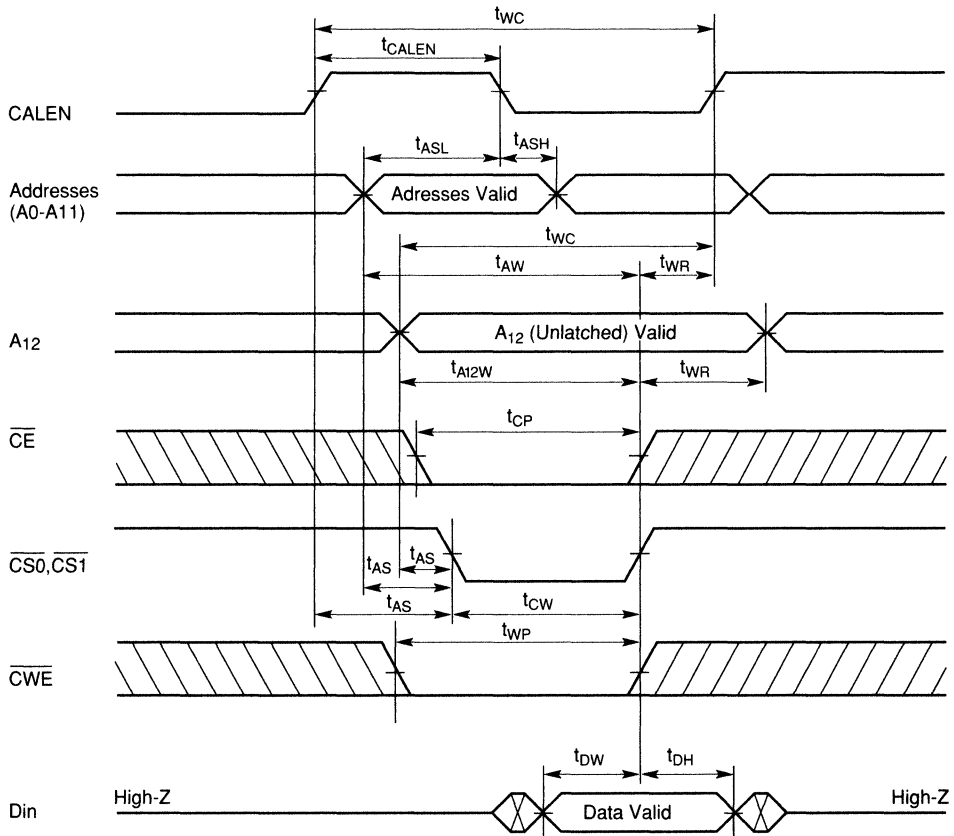 tWC
tCALEN
CALEN
tASL
tASH
Addresses
(A0-A11)
Adresses Valid
tWC
tAW
tWR
A12
A12 (Unlatched) Valid
tA12W
tWR
CE
tCP
CS0,CS1
tAS
tAS
tAS
tCW
tWP
CWE
tDW
tDH
Din
High-Z
Data Valid
High-Z